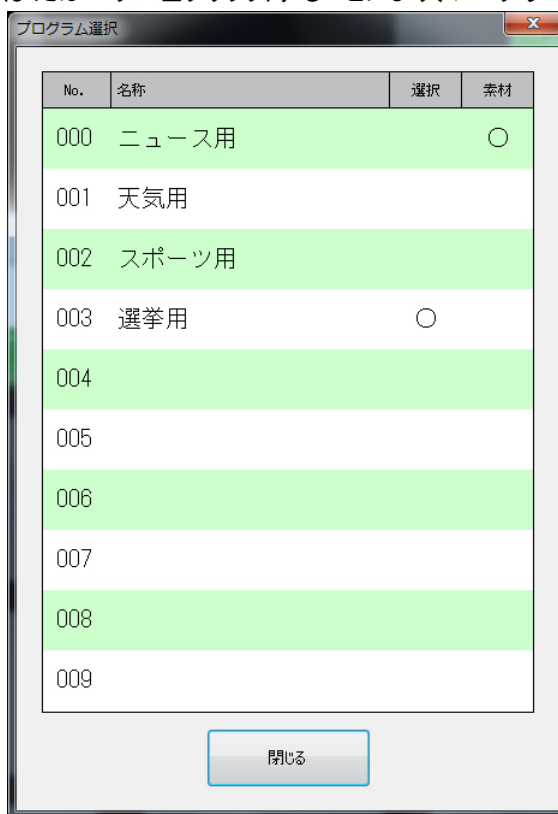 プログラム選択
No. 名称 選択 素材
000 ニュース用 ○
001 天気用
002 スポーツ用
003 選挙用 ○
004
005
006
007
008
009
閉じる